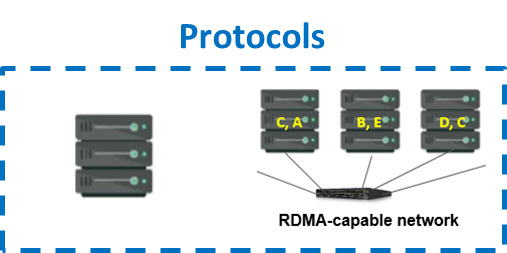 Protocols
C, A
B, E
D, C
RDMA-capable network